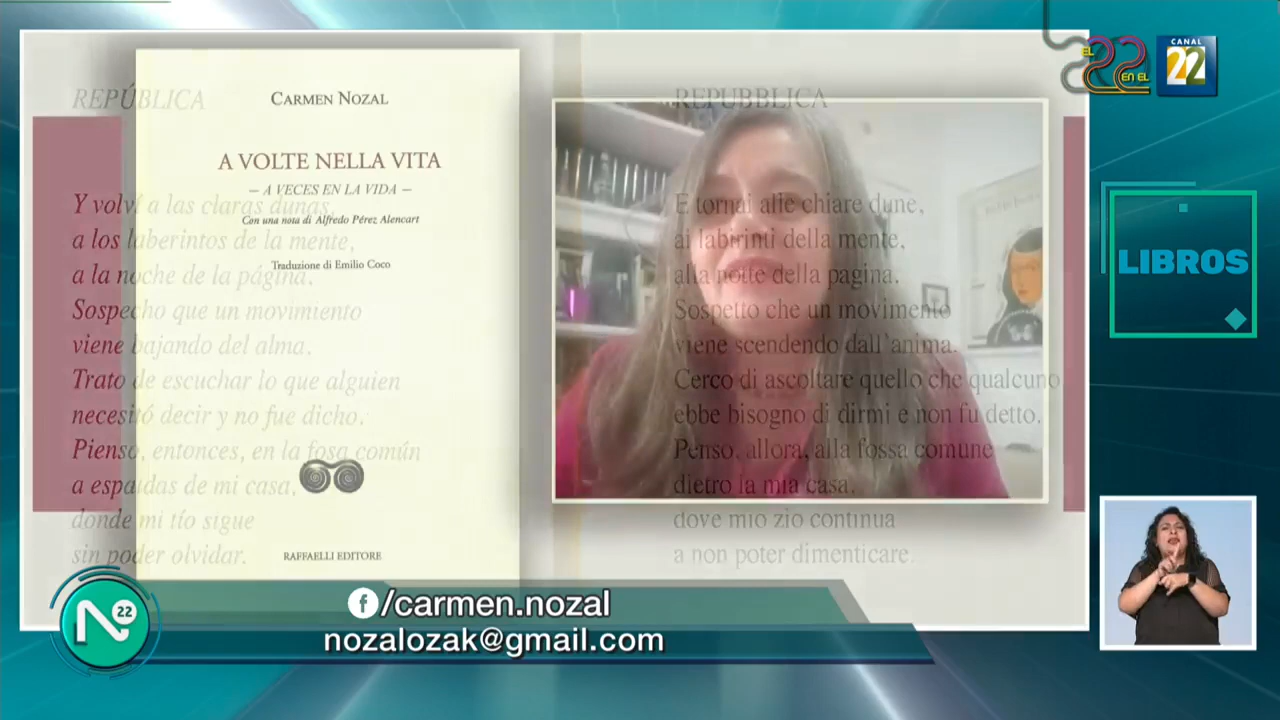 EL 22 EN EL
CANAL
22
CARMEN NOZAL
A VOLTE NELLA VITA
– A VECES EN LA VIDA –
Con una nota di Alfredo Pérez Alencart
Traduzione di Emilio Coco
RAFFAELLI EDITORE
REPÚBLICA
Y volví a las claras dunas,
a los laberintos de la mente,
a la noche de la página.
Sospecho que un movimiento
viene bajando del alma.
Trato de escuchar lo que alguien
necesitó decir y no fue dicho.
Pienso, entonces, en la fosa común
a espaldas de mi casa,
donde mi tío sigue
sin poder olvidar.
REPUBBLICA
E tornai alle chiare dune,
ai labirinti della mente,
alla notte della pagina.
Sospetto che un movimento
viene scendendo dall'anima.
Cerco di ascoltare quello che qualcuno
ebbe bisogno di dirmi e non fu detto.
Penso, allora, alla fossa comune
dietro la mia casa,
dove mio zio continua
a non poter dimenticare.
LIBROS
N 22
f/carmen.nozal
nozalozak@gmail.com